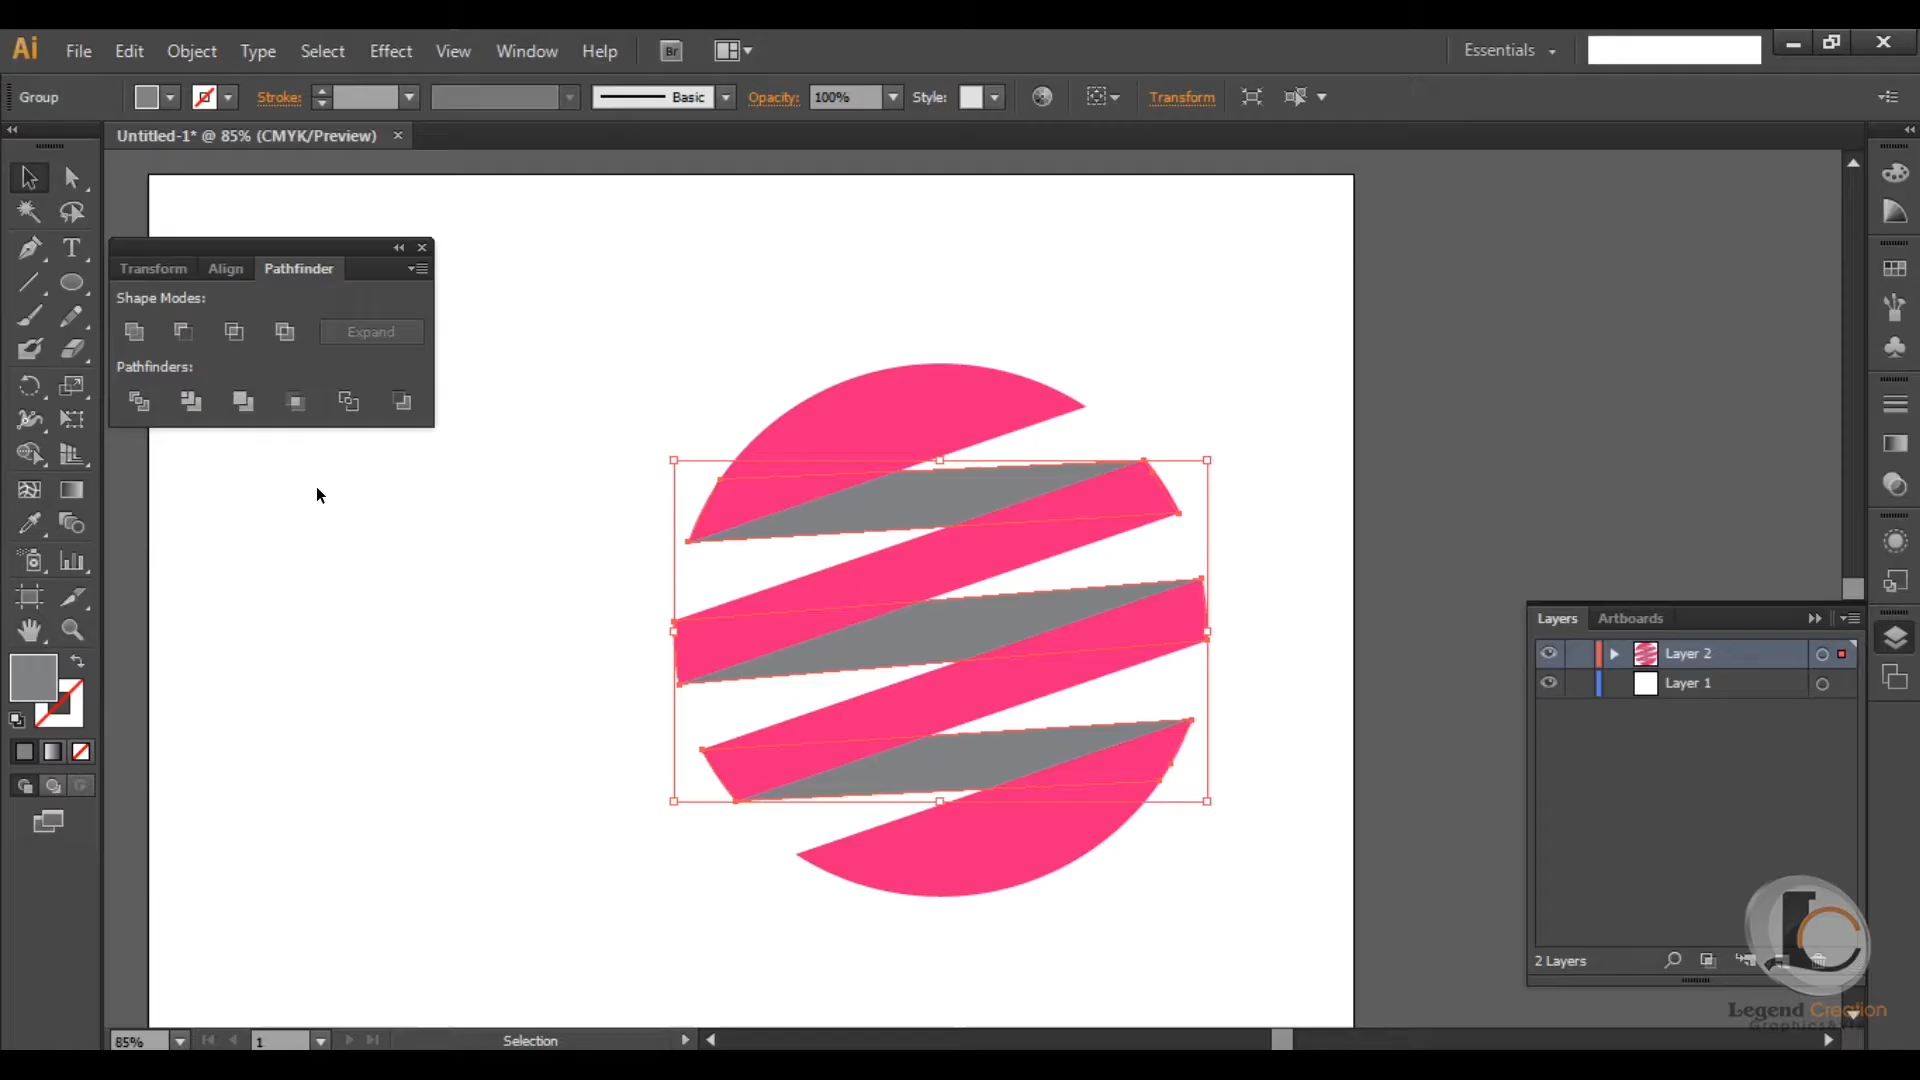 Ai File Edit Object Type Select Effect View Window Help Br Essentials
Group Stroke: Basic Opacity: 100% Style: Transform
Untitled-1* @ 85% (CMYK/Preview) ×
Transform Align Pathfinder
Shape Modes:
Expand
Pathfinders:
T
Layers Artboards
Layer 2
Layer 1
2 Layers
LC
Legend Creation
85% 1 Selection